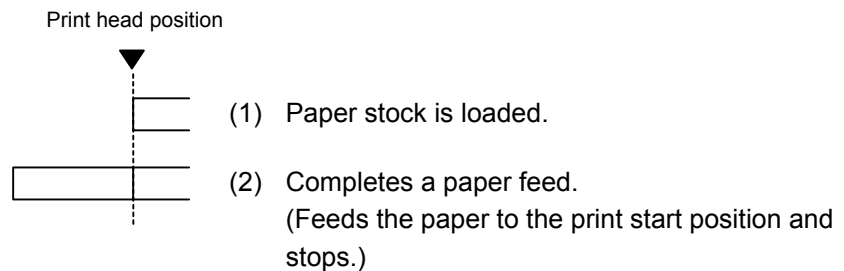 Print head position
(1) Paper stock is loaded.
(2) Completes a paper feed.
(Feeds the paper to the print start position and
stops.)